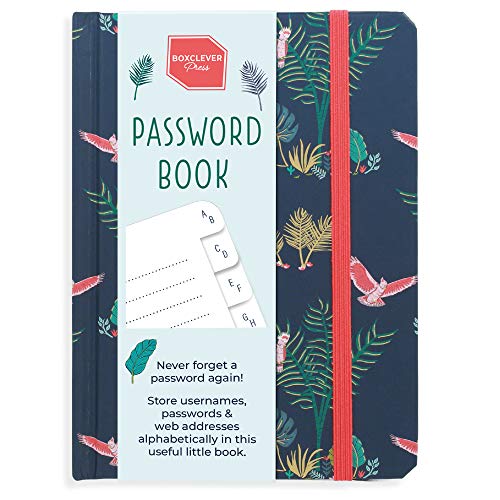 BOXCLEVER
Press
PASSWORD
BOOK
A
B
C
D
E
F
G
H
Never forget a
password again!
Store usernames,
passwords &
web addresses
alphabetically in this
useful little book.